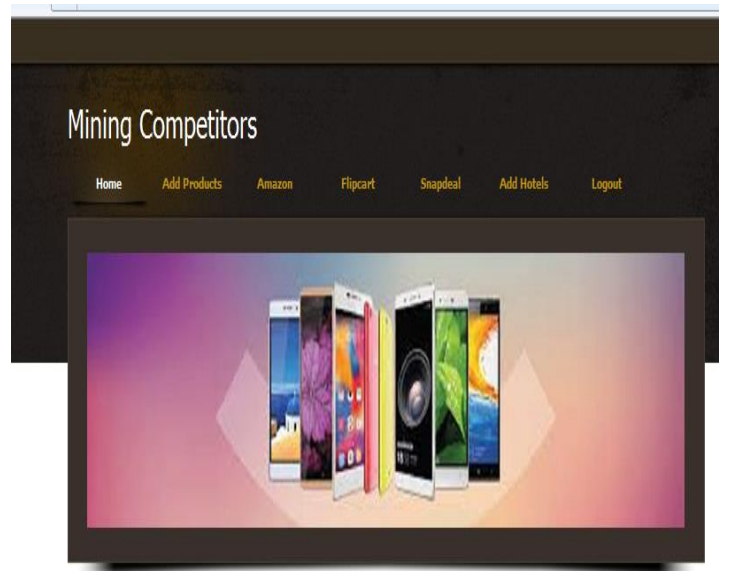 Mining Competitors
Home Add Products Amazon Flipcart Snapdeal Add Hotels Logout